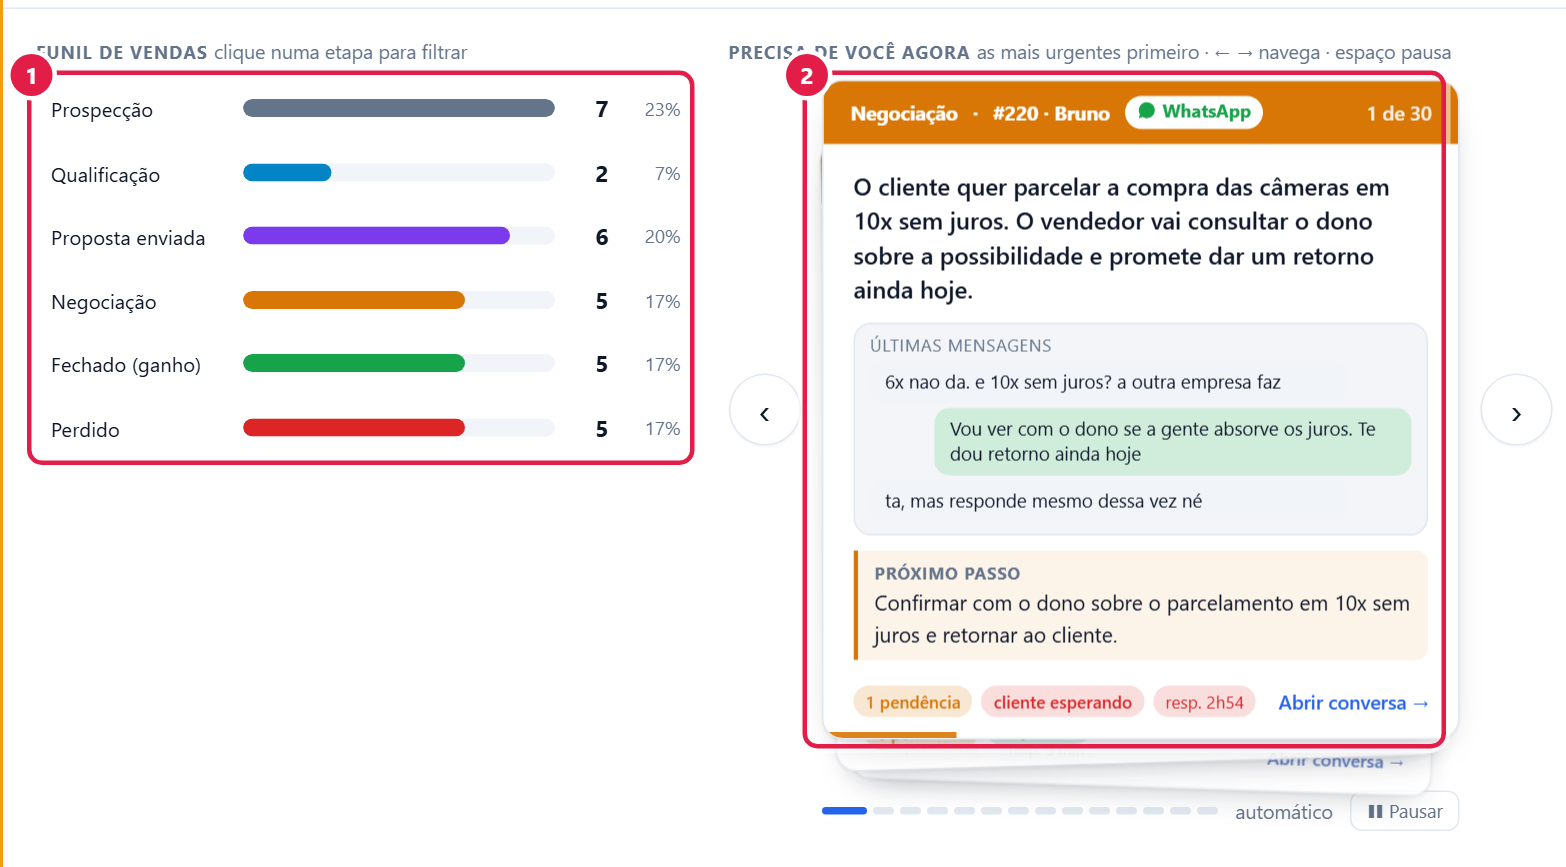 FUNIL DE VENDAS clique numa etapa para filtrar
1
Prospecção 7 23%
Qualificação 2 7%
Proposta enviada 6 20%
Negociação 5 17%
Fechado (ganho) 5 17%
Perdido 5 17%
PRECISA DE VOCÊ AGORA as mais urgentes primeiro · ← → navega · espaço pausa
2
Negociação · #220 · Bruno WhatsApp 1 de 30
O cliente quer parcelar a compra das câmeras em
10x sem juros. O vendedor vai consultar o dono
sobre a possibilidade e promete dar um retorno
ainda hoje.
ÚLTIMAS MENSAGENS
6x nao da. e 10x sem juros? a outra empresa faz
Vou ver com o dono se a gente absorve os juros. Te
dou retorno ainda hoje
ta, mas responde mesmo dessa vez né
‹
›
PRÓXIMO PASSO
Confirmar com o dono sobre o parcelamento em 10x sem
juros e retornar ao cliente.
1 pendência cliente esperando resp. 2h54 Abrir conversa →
Abrir conversa →
automático Pausar